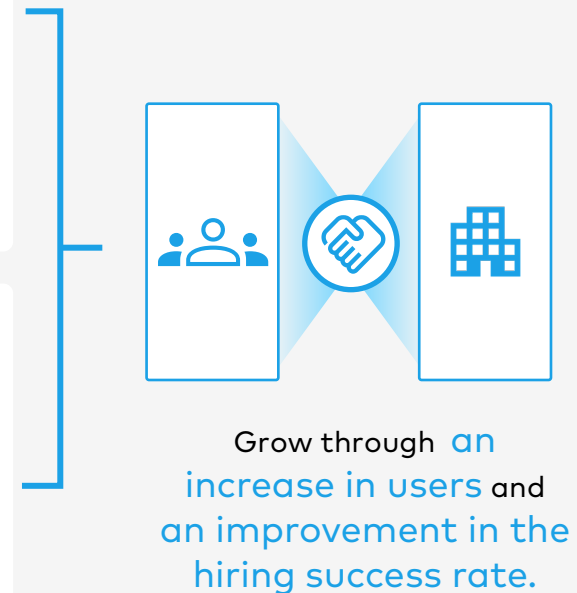 Grow through an
increase in users and
an improvement in the
hiring success rate.